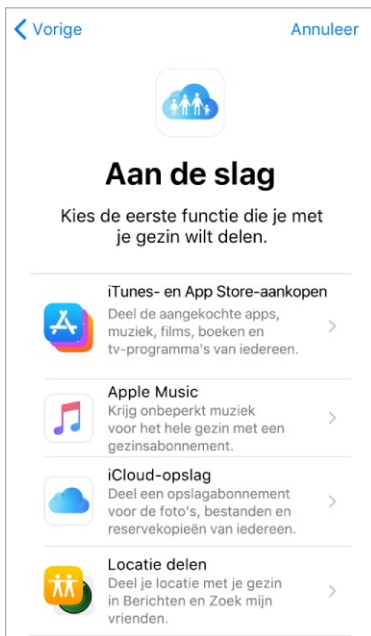 Vorige
Annuleer
Aan de slag
Kies de eerste functie die je met
je gezin wilt delen.
iTunes- en App Store-aankopen
Deel de aangekochte apps,
muziek, films, boeken en
tv-programma's van iedereen.
Apple Music
Krijg onbeperkt muziek
voor het hele gezin met een
gezinsabonnement.
iCloud-opslag
Deel een opslagabonnement
voor de foto's, bestanden en
reservekopieën van iedereen.
Locatie delen
Deel je locatie met je gezin
in Berichten en Zoek mijn
vrienden.